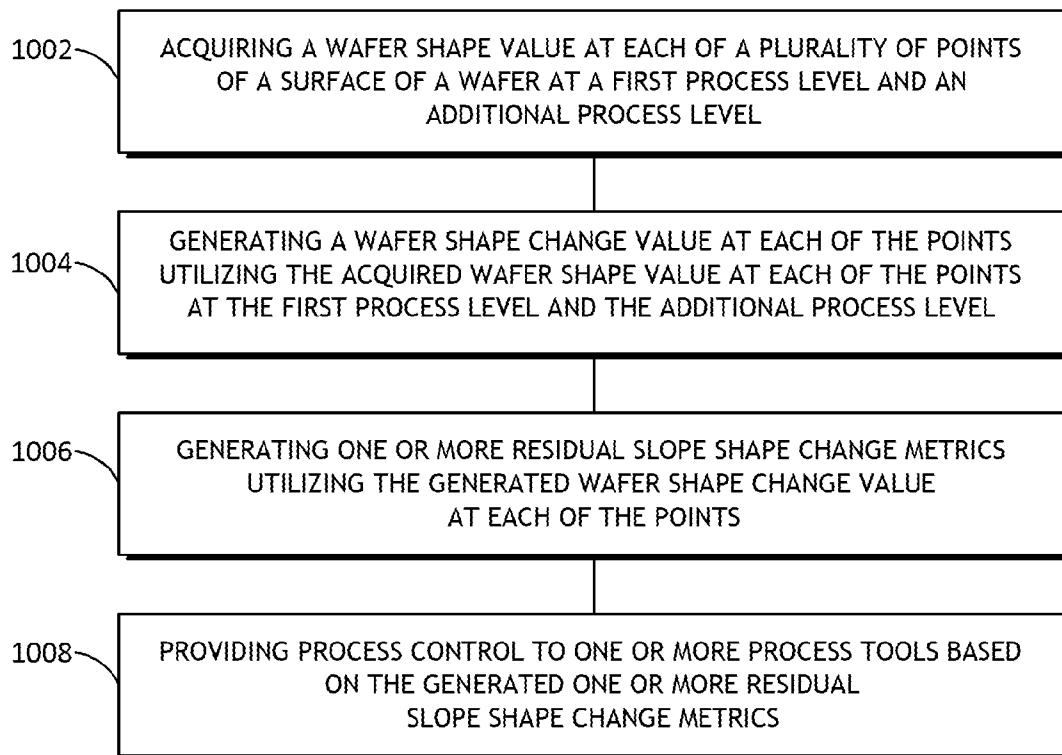 1002
ACQUIRING A WAFER SHAPE VALUE AT EACH OF A PLURALITY OF POINTS
OF A SURFACE OF A WAFER AT A FIRST PROCESS LEVEL AND AN
ADDITIONAL PROCESS LEVEL
1004
GENERATING A WAFER SHAPE CHANGE VALUE AT EACH OF THE POINTS
UTILIZING THE ACQUIRED WAFER SHAPE VALUE AT EACH OF THE POINTS
AT THE FIRST PROCESS LEVEL AND THE ADDITIONAL PROCESS LEVEL
1006
GENERATING ONE OR MORE RESIDUAL SLOPE SHAPE CHANGE METRICS
UTILIZING THE GENERATED WAFER SHAPE CHANGE VALUE
AT EACH OF THE POINTS
1008
PROVIDING PROCESS CONTROL TO ONE OR MORE PROCESS TOOLS BASED
ON THE GENERATED ONE OR MORE RESIDUAL
SLOPE SHAPE CHANGE METRICS